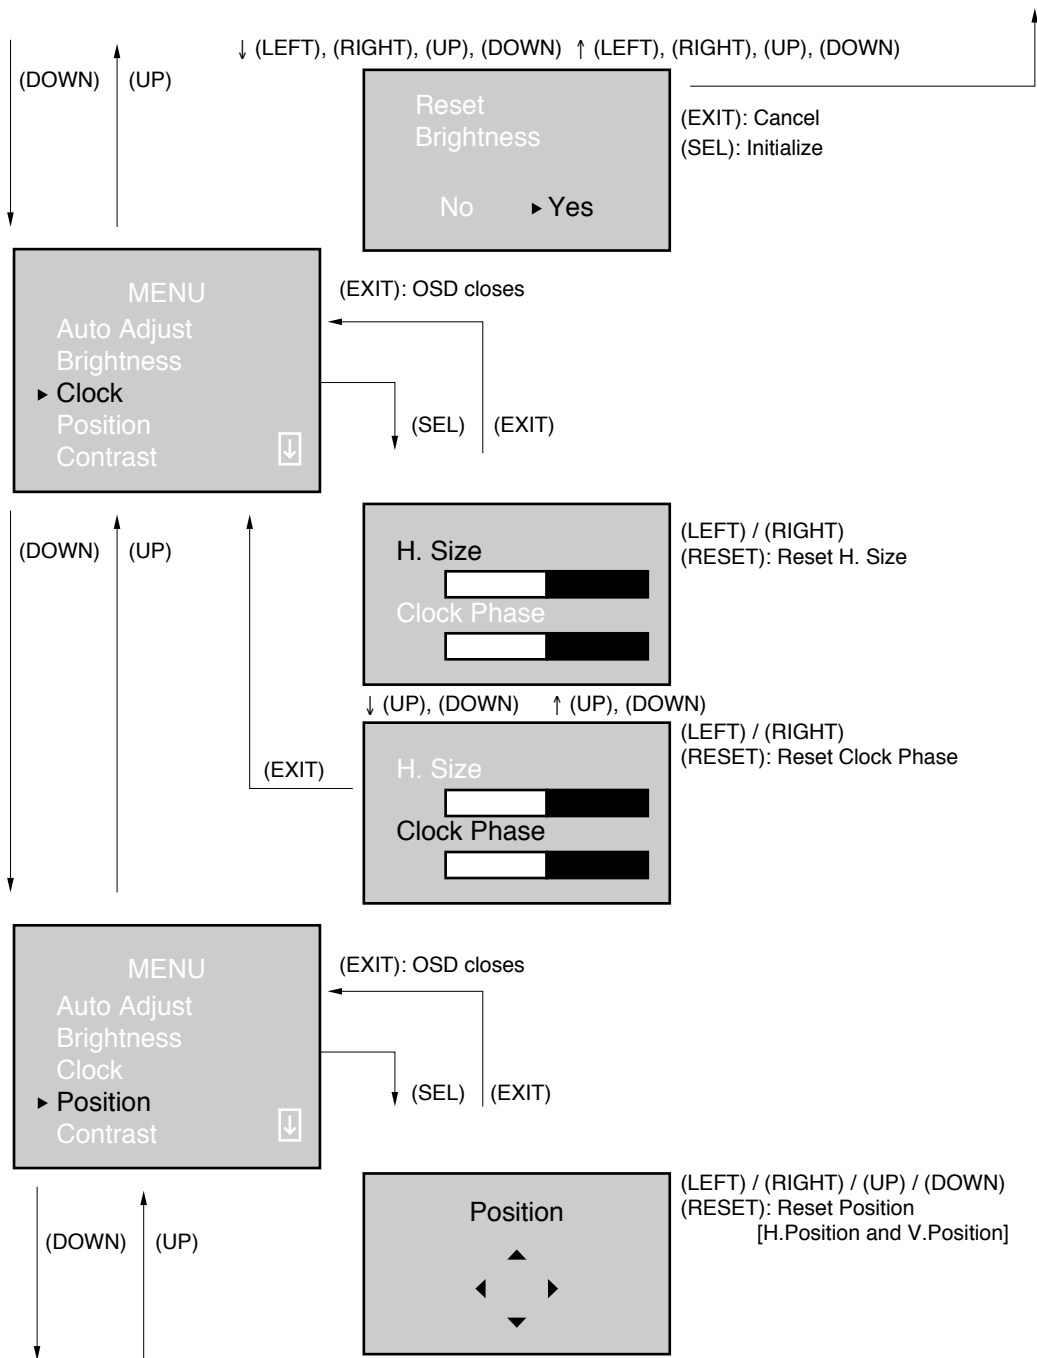 ↓ (LEFT), (RIGHT), (UP), (DOWN) ↑ (LEFT), (RIGHT), (UP), (DOWN)
(DOWN) (UP)
Reset
Brightness
No ▸ Yes
(EXIT): Cancel
(SEL): Initialize
MENU
Auto Adjust
Brightness
▸ Clock
Position
Contrast ↓
(EXIT): OSD closes
(SEL) (EXIT)
(DOWN) (UP)
H. Size
Clock Phase
(LEFT) / (RIGHT)
(RESET): Reset H. Size
↓ (UP), (DOWN) ↑ (UP), (DOWN)
(EXIT)
H. Size
Clock Phase
(LEFT) / (RIGHT)
(RESET): Reset Clock Phase
MENU
Auto Adjust
Brightness
Clock
▸ Position
Contrast ↓
(EXIT): OSD closes
(SEL) (EXIT)
(DOWN) (UP)
Position
(LEFT) / (RIGHT) / (UP) / (DOWN)
(RESET): Reset Position
[H.Position and V.Position]